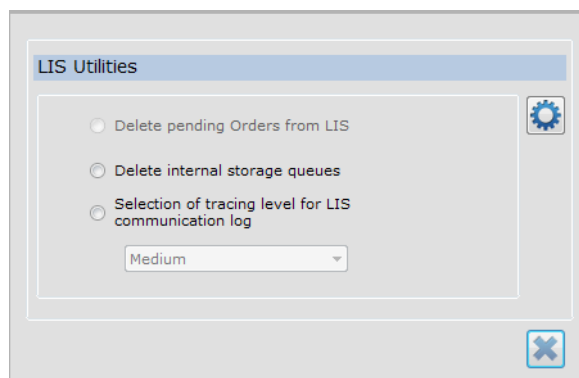 LIS Utilities
Delete pending Orders from LIS
Delete internal storage queues
Selection of tracing level for LIS
communication log
Medium